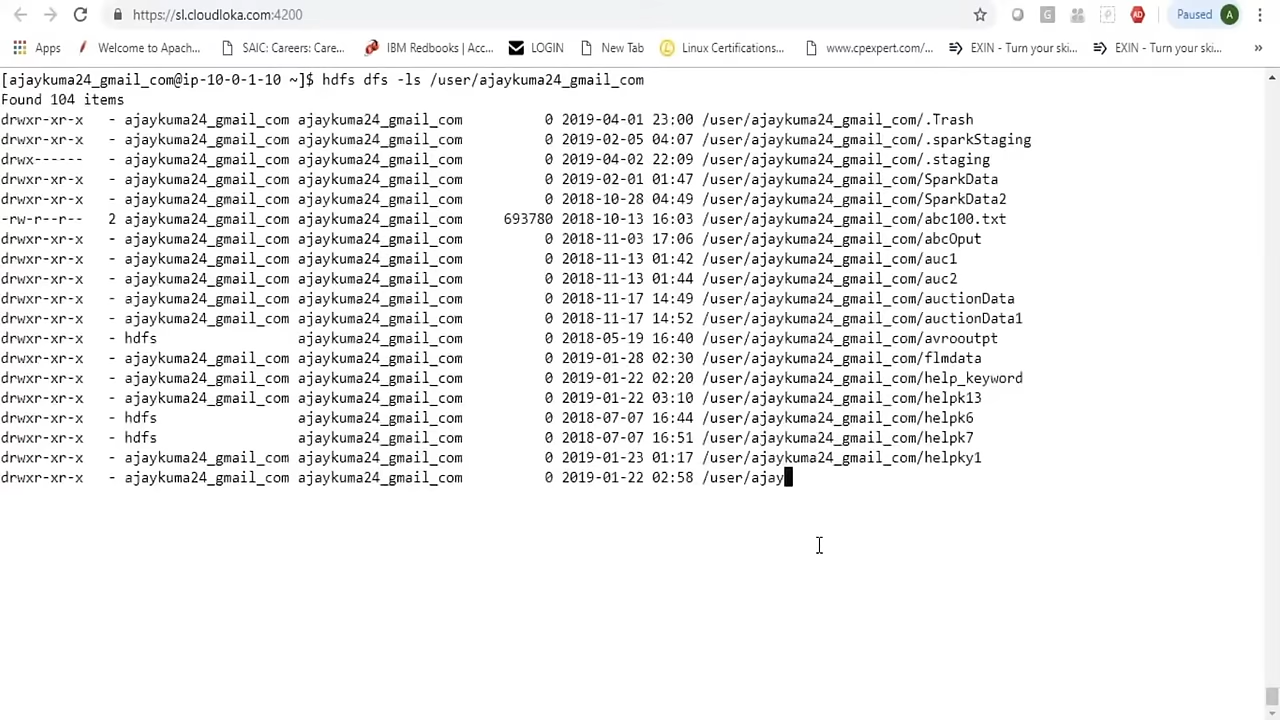 https://sl.cloudloka.com:4200
G
AD
Paused
A
Apps
Welcome to Apach...
SAIC: Careers: Care...
IBM Redbooks | Acc...
LOGIN
New Tab
Linux Certifications...
www.cpexpert.com/...
EXIN - Turn your ski...
EXIN - Turn your ski...
»
[ajaykuma24_gmail_com@ip-10-0-1-10 ~]$ hdfs dfs -ls /user/ajaykuma24_gmail_com
Found 104 items
drwxr-xr-x - ajaykuma24_gmail_com ajaykuma24_gmail_com 0 2019-04-01 23:00 /user/ajaykuma24_gmail_com/.Trash
drwxr-xr-x - ajaykuma24_gmail_com ajaykuma24_gmail_com 0 2019-02-05 04:07 /user/ajaykuma24_gmail_com/.sparkStaging
drwx------ - ajaykuma24_gmail_com ajaykuma24_gmail_com 0 2019-04-02 22:09 /user/ajaykuma24_gmail_com/.staging
drwxr-xr-x - ajaykuma24_gmail_com ajaykuma24_gmail_com 0 2019-02-01 01:47 /user/ajaykuma24_gmail_com/SparkData
drwxr-xr-x - ajaykuma24_gmail_com ajaykuma24_gmail_com 0 2018-10-28 04:49 /user/ajaykuma24_gmail_com/SparkData2
-rw-r--r-- 2 ajaykuma24_gmail_com ajaykuma24_gmail_com 693780 2018-10-13 16:03 /user/ajaykuma24_gmail_com/abc100.txt
drwxr-xr-x - ajaykuma24_gmail_com ajaykuma24_gmail_com 0 2018-11-03 17:06 /user/ajaykuma24_gmail_com/abcOput
drwxr-xr-x - ajaykuma24_gmail_com ajaykuma24_gmail_com 0 2018-11-13 01:42 /user/ajaykuma24_gmail_com/auc1
drwxr-xr-x - ajaykuma24_gmail_com ajaykuma24_gmail_com 0 2018-11-13 01:44 /user/ajaykuma24_gmail_com/auc2
drwxr-xr-x - ajaykuma24_gmail_com ajaykuma24_gmail_com 0 2018-11-17 14:49 /user/ajaykuma24_gmail_com/auctionData
drwxr-xr-x - ajaykuma24_gmail_com ajaykuma24_gmail_com 0 2018-11-17 14:52 /user/ajaykuma24_gmail_com/auctionData1
drwxr-xr-x - hdfs ajaykuma24_gmail_com 0 2018-05-19 16:40 /user/ajaykuma24_gmail_com/avrooutpt
drwxr-xr-x - ajaykuma24_gmail_com ajaykuma24_gmail_com 0 2019-01-28 02:30 /user/ajaykuma24_gmail_com/flmdata
drwxr-xr-x - ajaykuma24_gmail_com ajaykuma24_gmail_com 0 2019-01-22 02:20 /user/ajaykuma24_gmail_com/help_keyword
drwxr-xr-x - ajaykuma24_gmail_com ajaykuma24_gmail_com 0 2019-01-22 03:10 /user/ajaykuma24_gmail_com/helpk13
drwxr-xr-x - hdfs ajaykuma24_gmail_com 0 2018-07-07 16:44 /user/ajaykuma24_gmail_com/helpk6
drwxr-xr-x - hdfs ajaykuma24_gmail_com 0 2018-07-07 16:51 /user/ajaykuma24_gmail_com/helpk7
drwxr-xr-x - ajaykuma24_gmail_com ajaykuma24_gmail_com 0 2019-01-23 01:17 /user/ajaykuma24_gmail_com/helpky1
drwxr-xr-x - ajaykuma24_gmail_com ajaykuma24_gmail_com 0 2019-01-22 02:58 /user/ajay